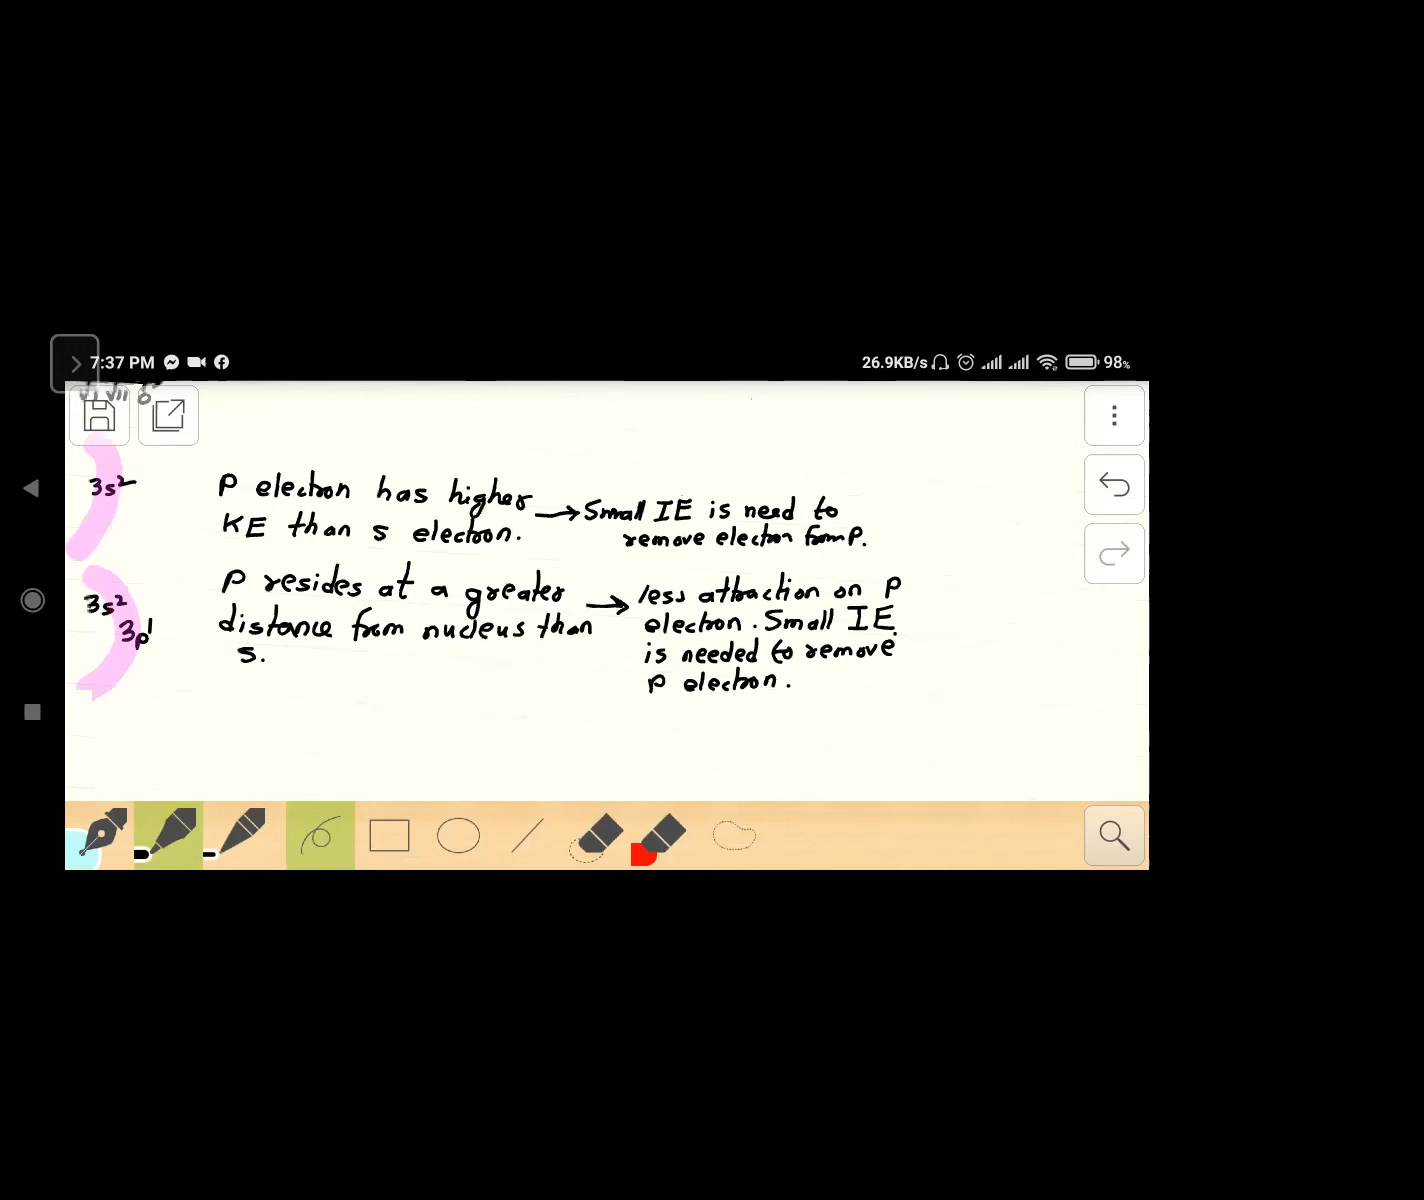 7:37 PM
26.9KB/s 98%
3s²
P electron has higher
KE than s electron.
→ Small IE is need to
remove electron from P.
3s²
3p¹
P resides at a greater
distance from nucleus than
s.
→ less attraction on P
electron. Small IE
is needed to remove
P electron.